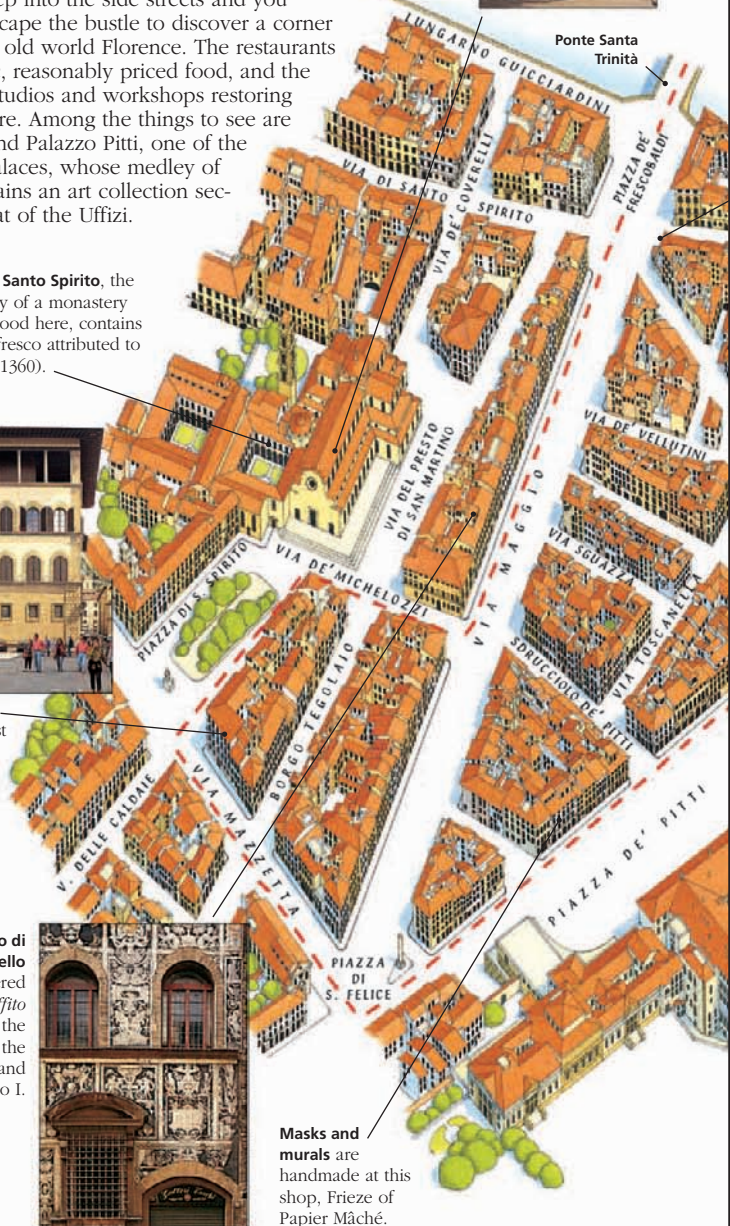 ep into the side streets and you
cape the bustle to discover a corner
old world Florence. The restaurants
, reasonably priced food, and the
tudios and workshops restoring
re. Among the things to see are
nd Palazzo Pitti, one of the
alaces, whose medley of
ains an art collection sec-
at of the Uffizi.
Ponte Santa
Trinità
LUNGARNO GUICCIARDINI
PIAZZA DE'
FRESCOBALDI
VIA DE' COVERELLI
VIA DI SANTO SPIRITO
Santo Spirito, the
y of a monastery
ood here, contains
fresco attributed to
1360).
VIA DE' VELLUTINI
VIA DEL PRESTO
DI SAN MARTINO
VIA MAGGIO
VIA SGUAZZA
VIA TOSCANELLA
VIA DE' MICHELOZZI
PIAZZA DI S. SPIRITO
SDRUCCIOLO DE' PITTI
BORGO TEGOLAIO
st
VIA MAZZETTA
V. DELLE CALDAIE
PIAZZA DE' PITTI
PIAZZA
DI
S. FELICE
o di
ello
ered
ffito
the
the
and
o I.
Masks and
murals are
handmade at this
shop, Frieze of
Papier Mâché.